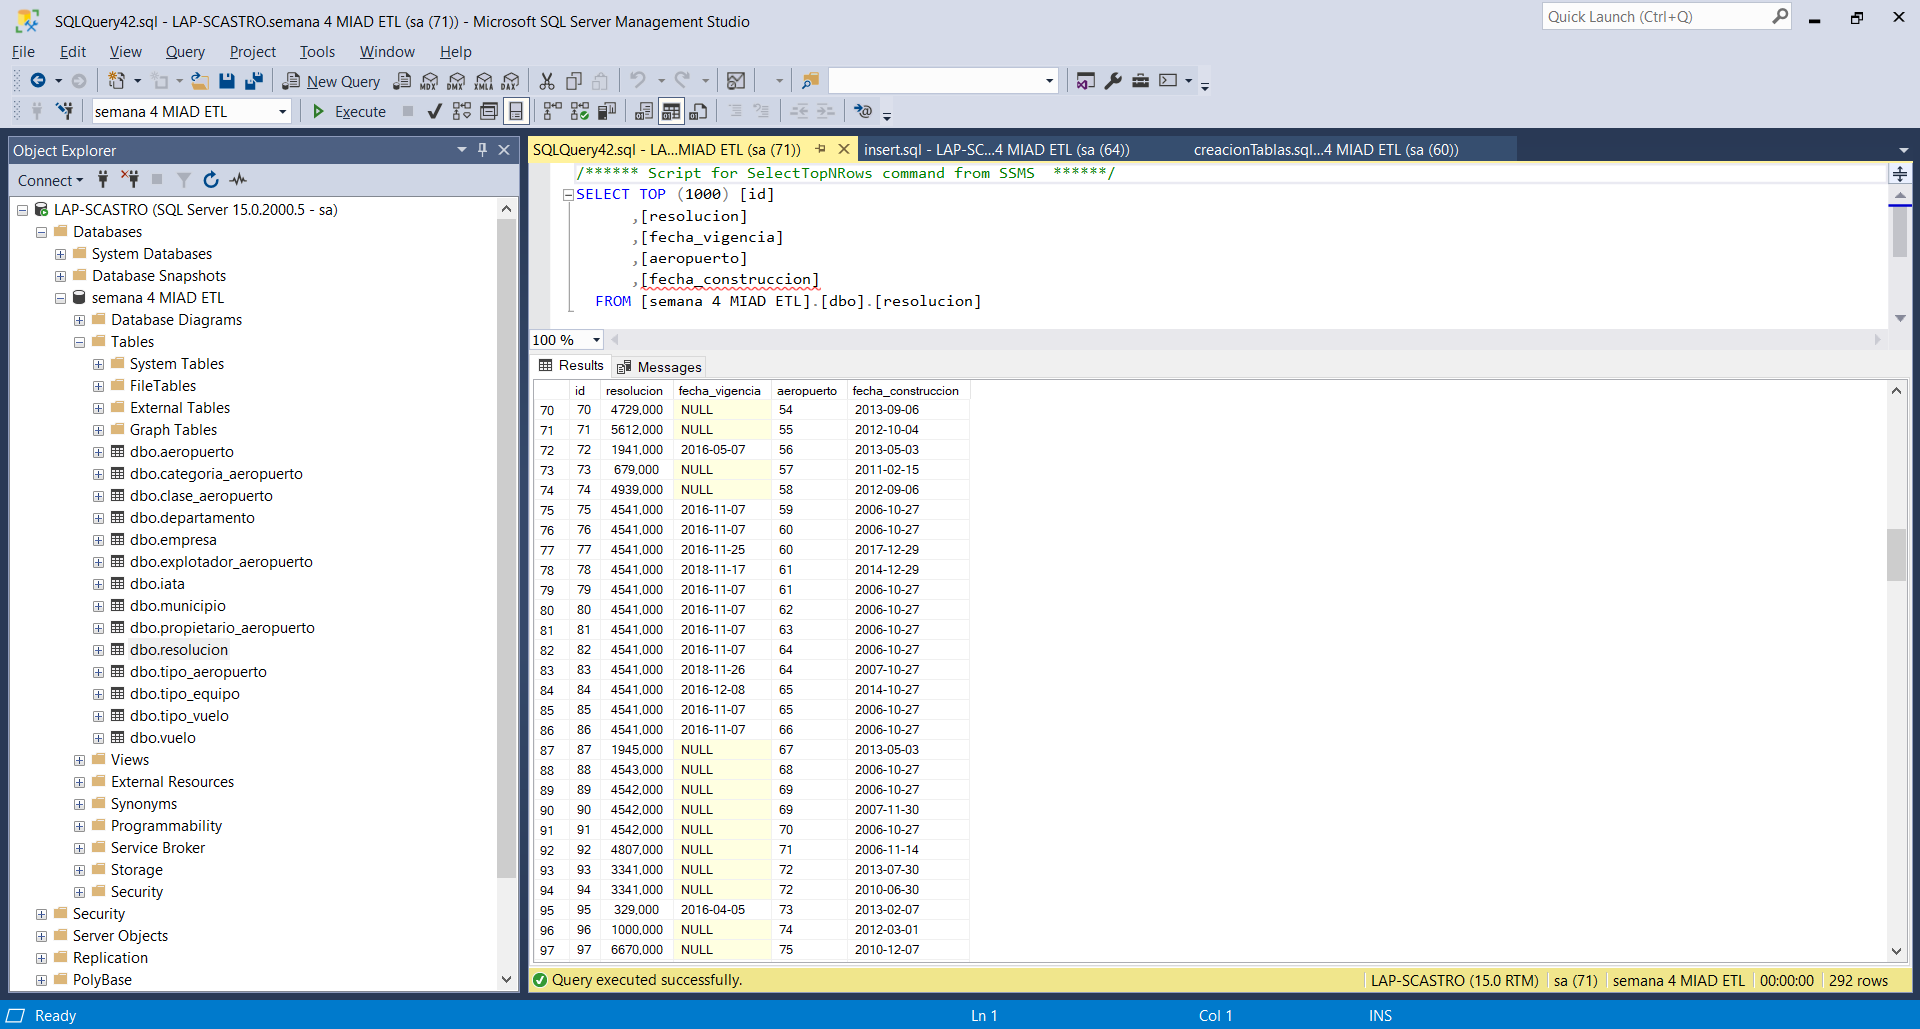 SQLQuery42.sql - LAP-SCASTRO.semana 4 MIAD ETL (sa (71)) - Microsoft SQL Server Management Studio
Quick Launch (Ctrl+Q)
File Edit View Query Project Tools Window Help
New Query MDX DMX XMLA DAX
semana 4 MIAD ETL Execute
Object Explorer
Connect
LAP-SCASTRO (SQL Server 15.0.2000.5 - sa)
Databases
System Databases
Database Snapshots
semana 4 MIAD ETL
Database Diagrams
Tables
System Tables
FileTables
External Tables
Graph Tables
dbo.aeropuerto
dbo.categoria_aeropuerto
dbo.clase_aeropuerto
dbo.departamento
dbo.empresa
dbo.explotador_aeropuerto
dbo.iata
dbo.municipio
dbo.propietario_aeropuerto
dbo.resolucion
dbo.tipo_aeropuerto
dbo.tipo_equipo
dbo.tipo_vuelo
dbo.vuelo
Views
External Resources
Synonyms
Programmability
Service Broker
Storage
Security
Security
Server Objects
Replication
PolyBase
SQLQuery42.sql - LA...MIAD ETL (sa (71)) insert.sql - LAP-SC...4 MIAD ETL (sa (64)) creacionTablas.sql...4 MIAD ETL (sa (60))
/****** Script for SelectTopNRows command from SSMS ******/
SELECT TOP (1000) [id]
,[resolucion]
,[fecha_vigencia]
,[aeropuerto]
,[fecha_construccion]
FROM [semana 4 MIAD ETL].[dbo].[resolucion]
100 %
Results Messages
id resolucion fecha_vigencia aeropuerto fecha_construccion
70 70 4729,000 NULL 54 2013-09-06
71 71 5612,000 NULL 55 2012-10-04
72 72 1941,000 2016-05-07 56 2013-05-03
73 73 679,000 NULL 57 2011-02-15
74 74 4939,000 NULL 58 2012-09-06
75 75 4541,000 2016-11-07 59 2006-10-27
76 76 4541,000 2016-11-07 60 2006-10-27
77 77 4541,000 2016-11-25 60 2017-12-29
78 78 4541,000 2018-11-17 61 2014-12-29
79 79 4541,000 2016-11-07 61 2006-10-27
80 80 4541,000 2016-11-07 62 2006-10-27
81 81 4541,000 2016-11-07 63 2006-10-27
82 82 4541,000 2016-11-07 64 2006-10-27
83 83 4541,000 2018-11-26 64 2007-10-27
84 84 4541,000 2016-12-08 65 2014-10-27
85 85 4541,000 2016-11-07 65 2006-10-27
86 86 4541,000 2016-11-07 66 2006-10-27
87 87 1945,000 NULL 67 2013-05-03
88 88 4543,000 NULL 68 2006-10-27
89 89 4542,000 NULL 69 2006-10-27
90 90 4542,000 NULL 69 2007-11-30
91 91 4542,000 NULL 70 2006-10-27
92 92 4807,000 NULL 71 2006-11-14
93 93 3341,000 NULL 72 2013-07-30
94 94 3341,000 NULL 72 2010-06-30
95 95 329,000 2016-04-05 73 2013-02-07
96 96 1000,000 NULL 74 2012-03-01
97 97 6670,000 NULL 75 2010-12-07
Query executed successfully. LAP-SCASTRO (15.0 RTM) sa (71) semana 4 MIAD ETL 00:00:00 292 rows
Ready Ln 1 Col 1 INS